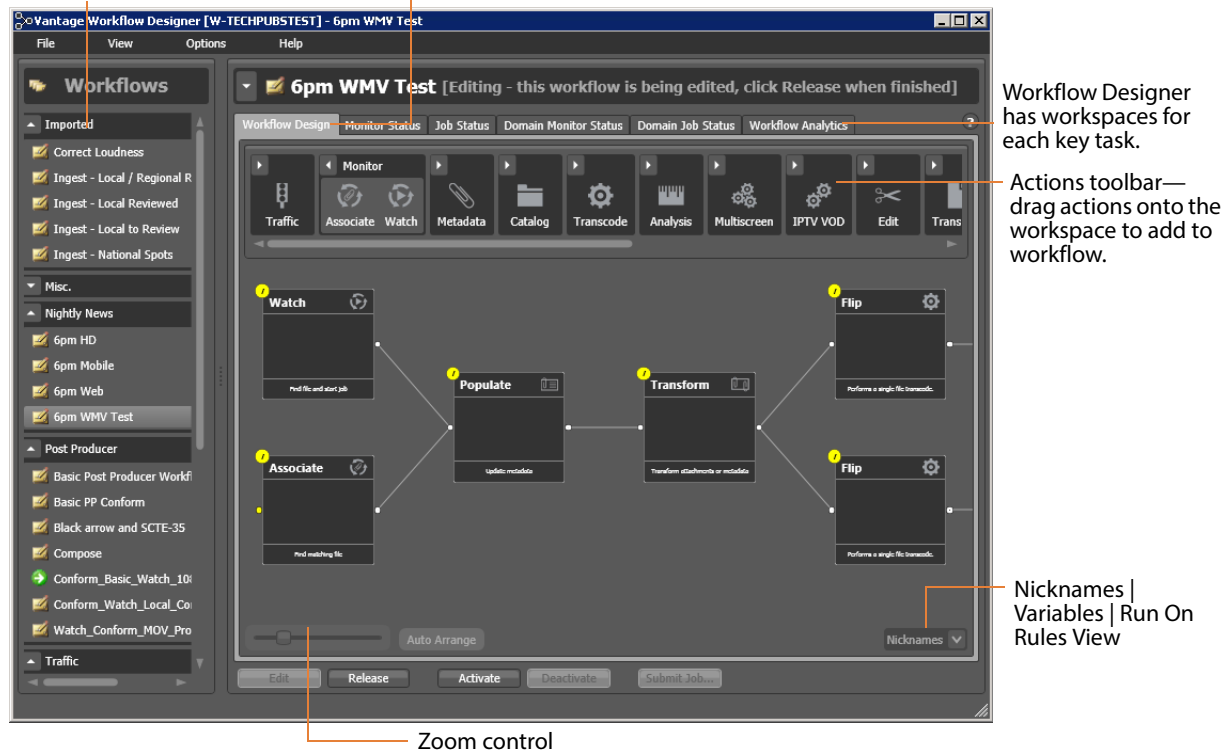 Vantage Workflow Designer [W-TECHPUBSTEST] - 6pm WMV Test
File View Options Help
Workflows
Imported
Correct Loudness
Ingest - Local / Regional R
Ingest - Local Reviewed
Ingest - Local to Review
Ingest - National Spots
Misc.
Nightly News
6pm HD
6pm Mobile
6pm Web
6pm WMV Test
Post Producer
Basic Post Producer Workfl
Basic PP Conform
Black arrow and SCTE-35
Compose
Conform_Basic_Watch_108
Conform_Watch_Local_Co
Watch_Conform_MOV_Pro
Traffic
6pm WMV Test [Editing - this workflow is being edited, click Release when finished]
Workflow Design Monitor Status Job Status Domain Monitor Status Domain Job Status Workflow Analytics ?
Monitor
Traffic Associate Watch Metadata Catalog Transcode Analysis Multiscreen IPTV VOD Edit Trans
Watch
Find file and start job
Associate
Find matching file
Populate
Update metadata
Transform
Transform attachments or metadata
Flip
Performs a single file transcode.
Flip
Performs a single file transcode.
Auto Arrange
Nicknames
Edit Release Activate Deactivate Submit Job...
Workflow Designer
has workspaces for
each key task.
Actions toolbar—
drag actions onto the
workspace to add to
workflow.
Nicknames |
Variables | Run On
Rules View
Zoom control